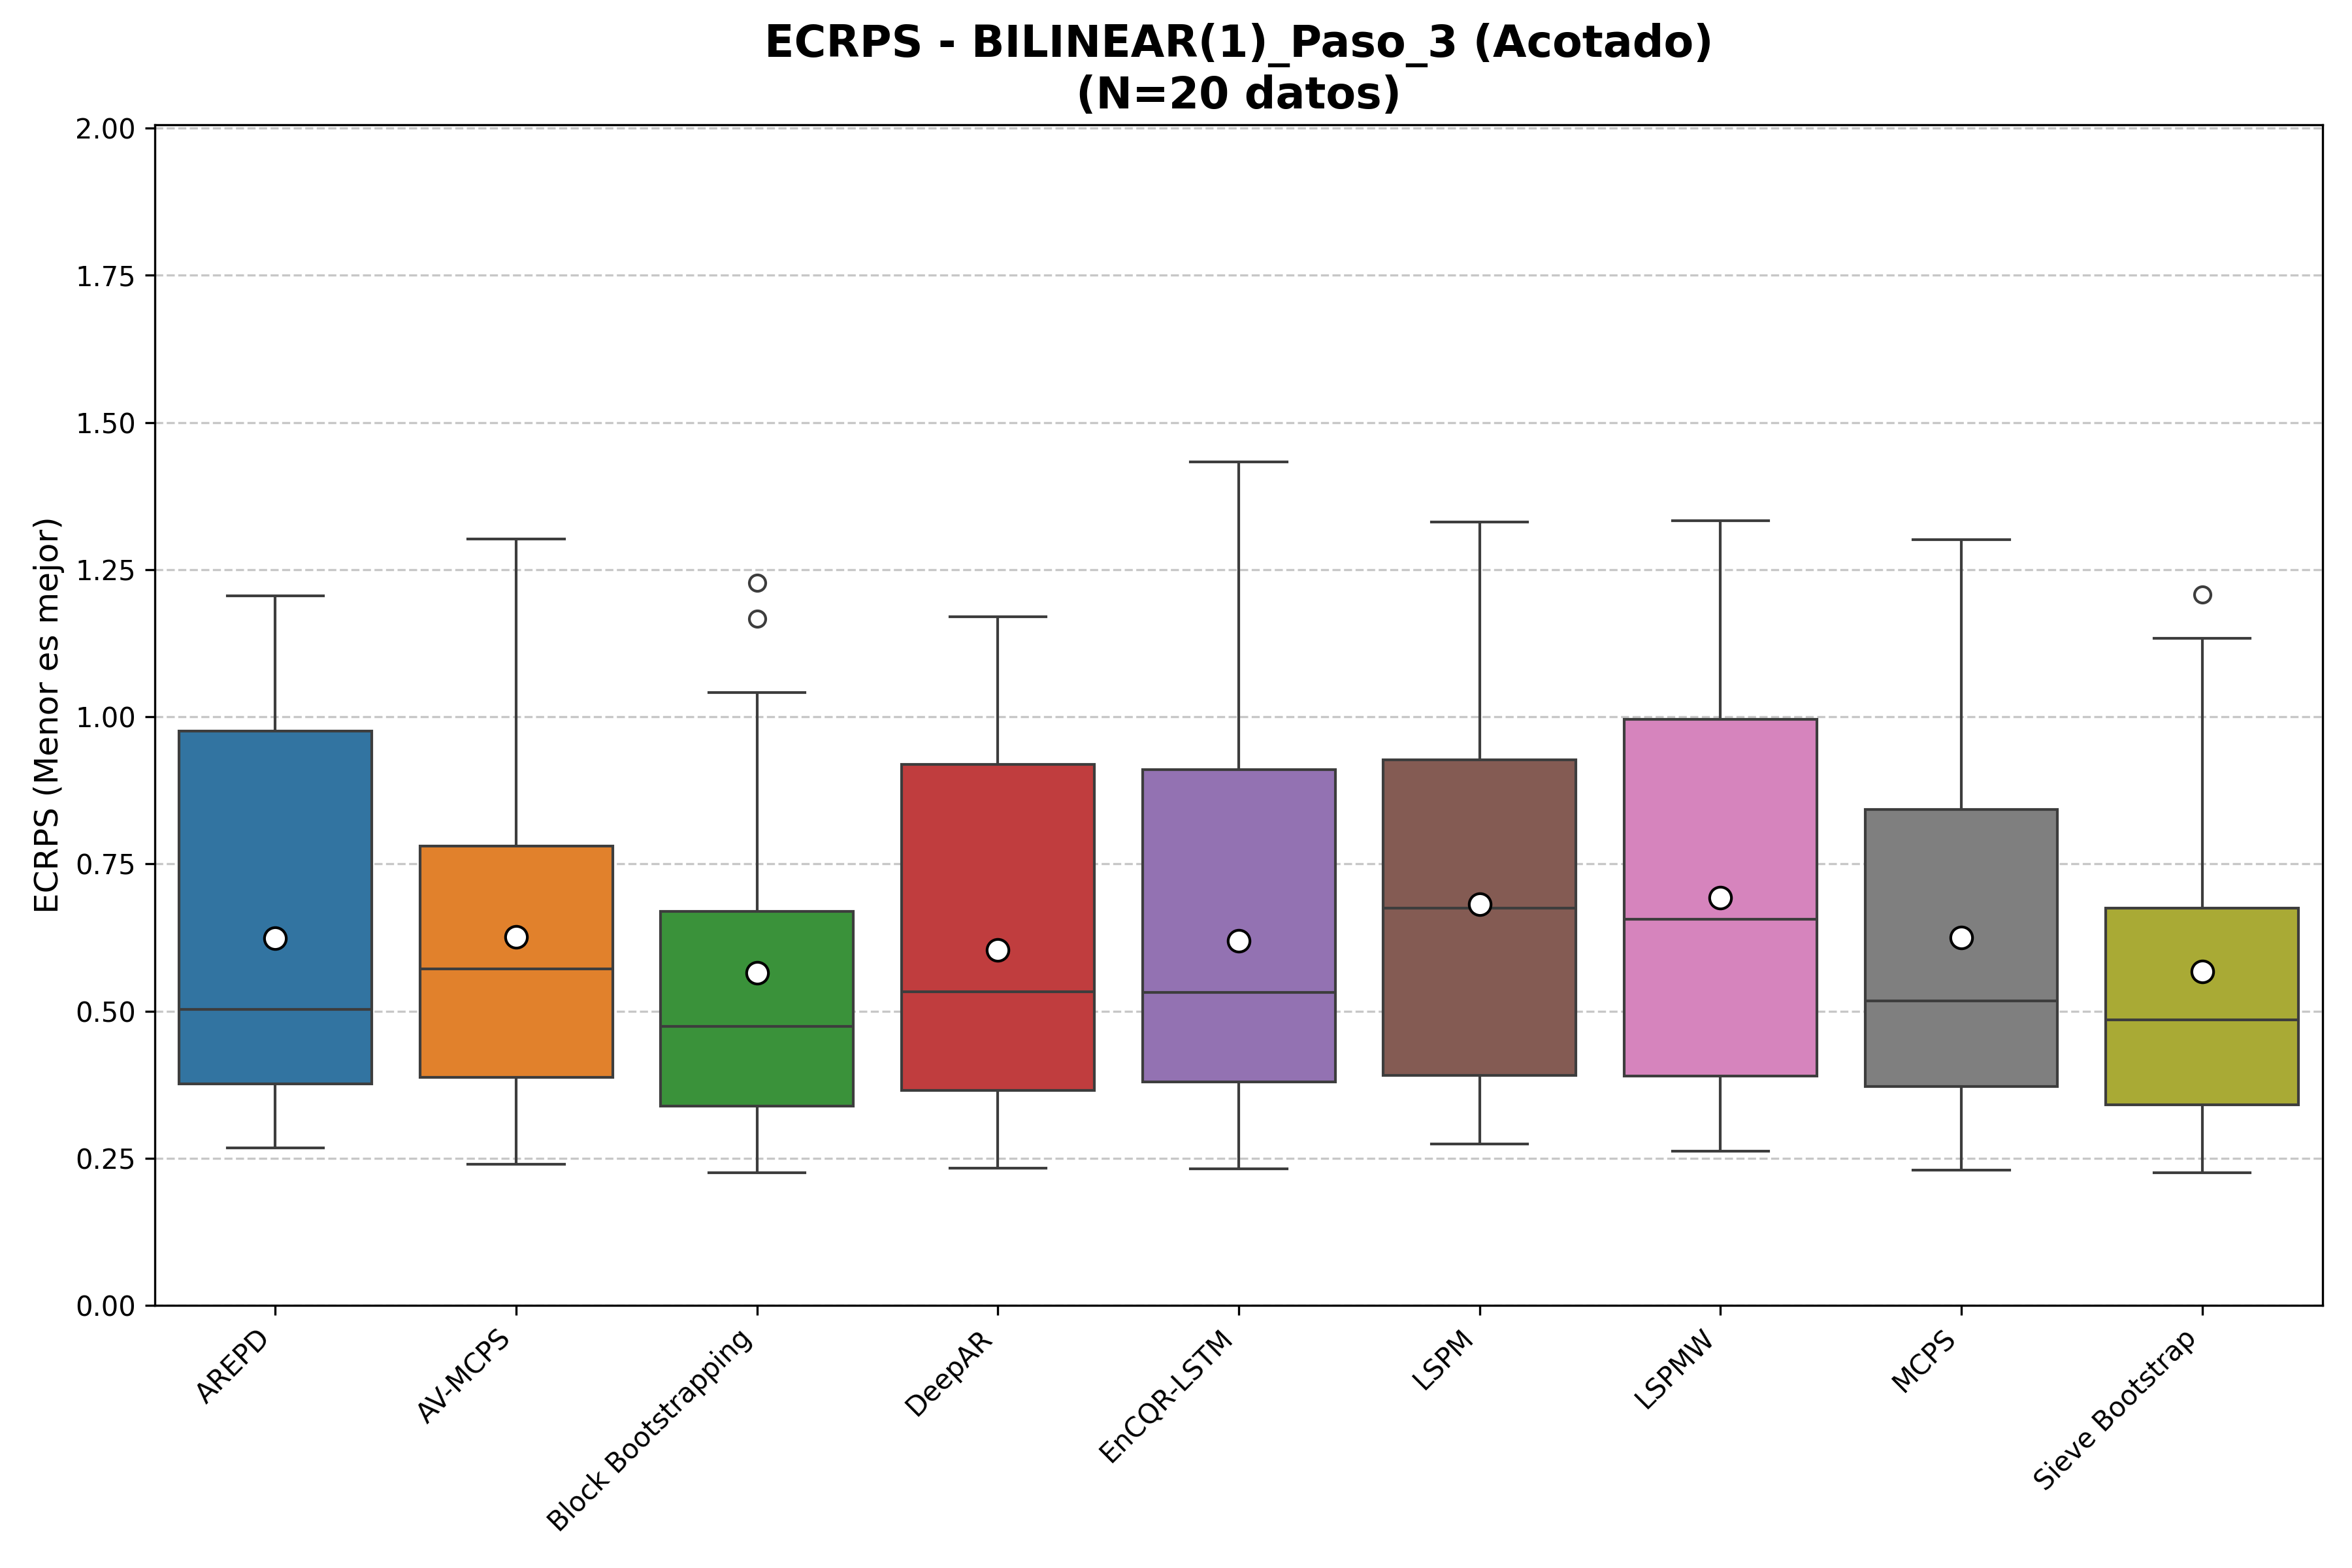 ECRPS - BILINEAR(1)_Paso_3 (Acotado)
(N=20 datos)
ECRPS (Menor es mejor)
2.00
1.75
1.50
1.25
1.00
0.75
0.50
0.25
0.00
AREPD
AV-MCPS
Block Bootstrapping
DeepAR
EnCQR-LSTM
LSPM
LSPMW
MCPS
Sieve Bootstrap